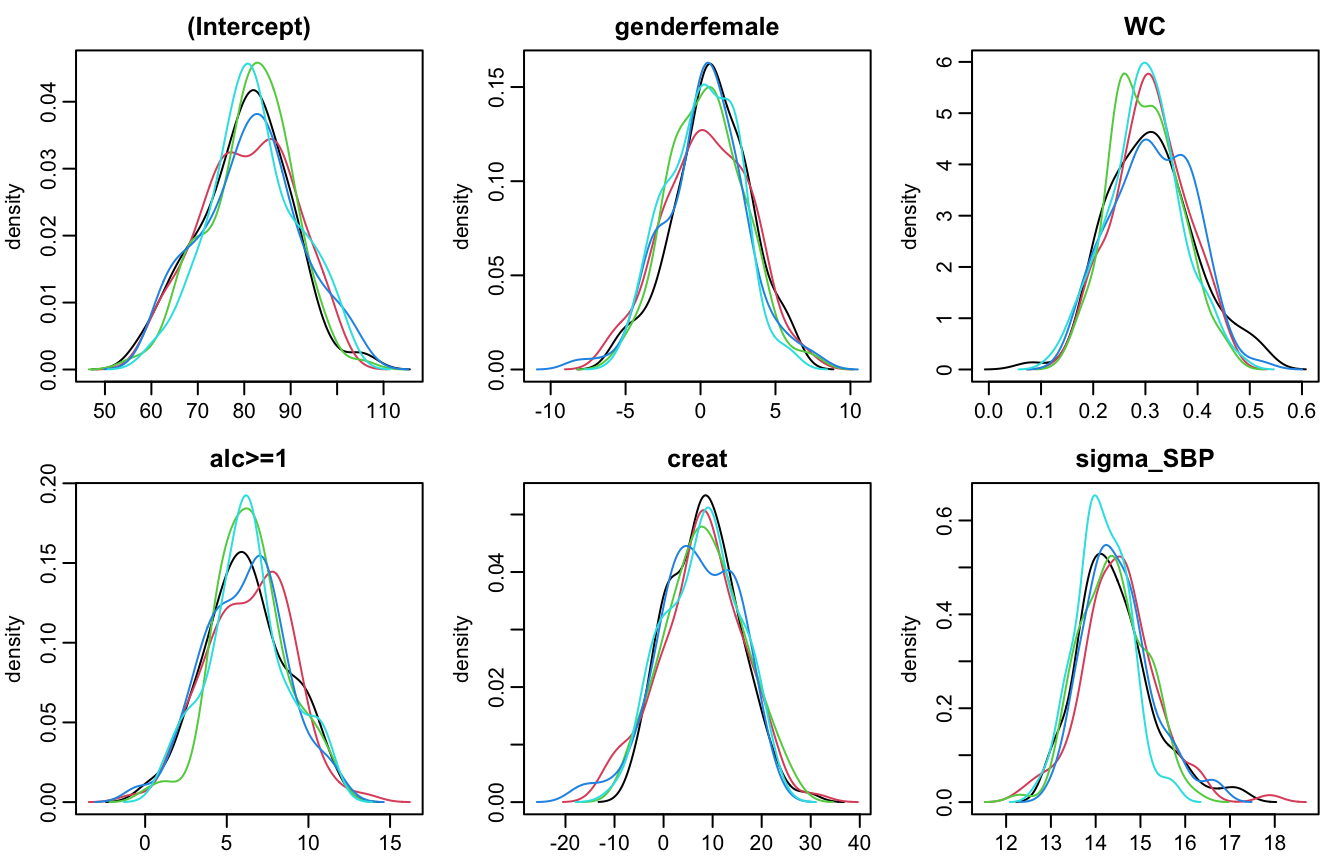 (Intercept)
density
0.00 0.01 0.02 0.03 0.04
50 60 70 80 90 110
genderfemale
density
0.00 0.05 0.10 0.15
-10 -5 0 5 10
WC
density
0 1 2 3 4 5 6
0.0 0.1 0.2 0.3 0.4 0.5 0.6
alc>=1
density
0.00 0.05 0.10 0.15 0.20
0 5 10 15
creat
density
0.00 0.02 0.04
-20 -10 0 10 20 30 40
sigma_SBP
density
0.0 0.2 0.4 0.6
12 13 14 15 16 17 18